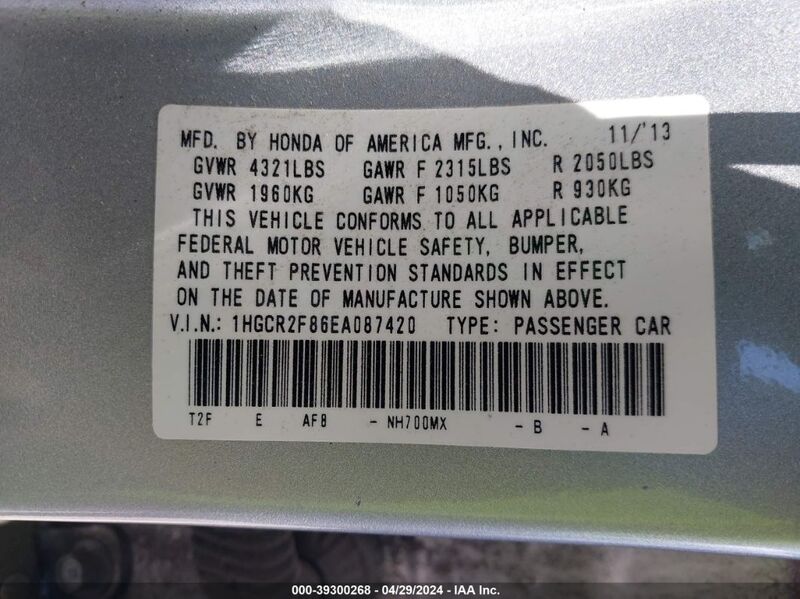 MFD. BY HONDA OF AMERICA MFG., INC. 11/'13
GVWR 4321LBS GAWR F 2315LBS R 2050LBS
GVWR 1960KG GAWR F 1050KG R 930KG
THIS VEHICLE CONFORMS TO ALL APPLICABLE
FEDERAL MOTOR VEHICLE SAFETY, BUMPER,
AND THEFT PREVENTION STANDARDS IN EFFECT
ON THE DATE OF MANUFACTURE SHOWN ABOVE.
V.I.N.: 1HGCR2F86EA087420 TYPE: PASSENGER CAR
T2F E AF8 - NH700MX - B - A
000-39300268 - 04/29/2024 - IAA Inc.